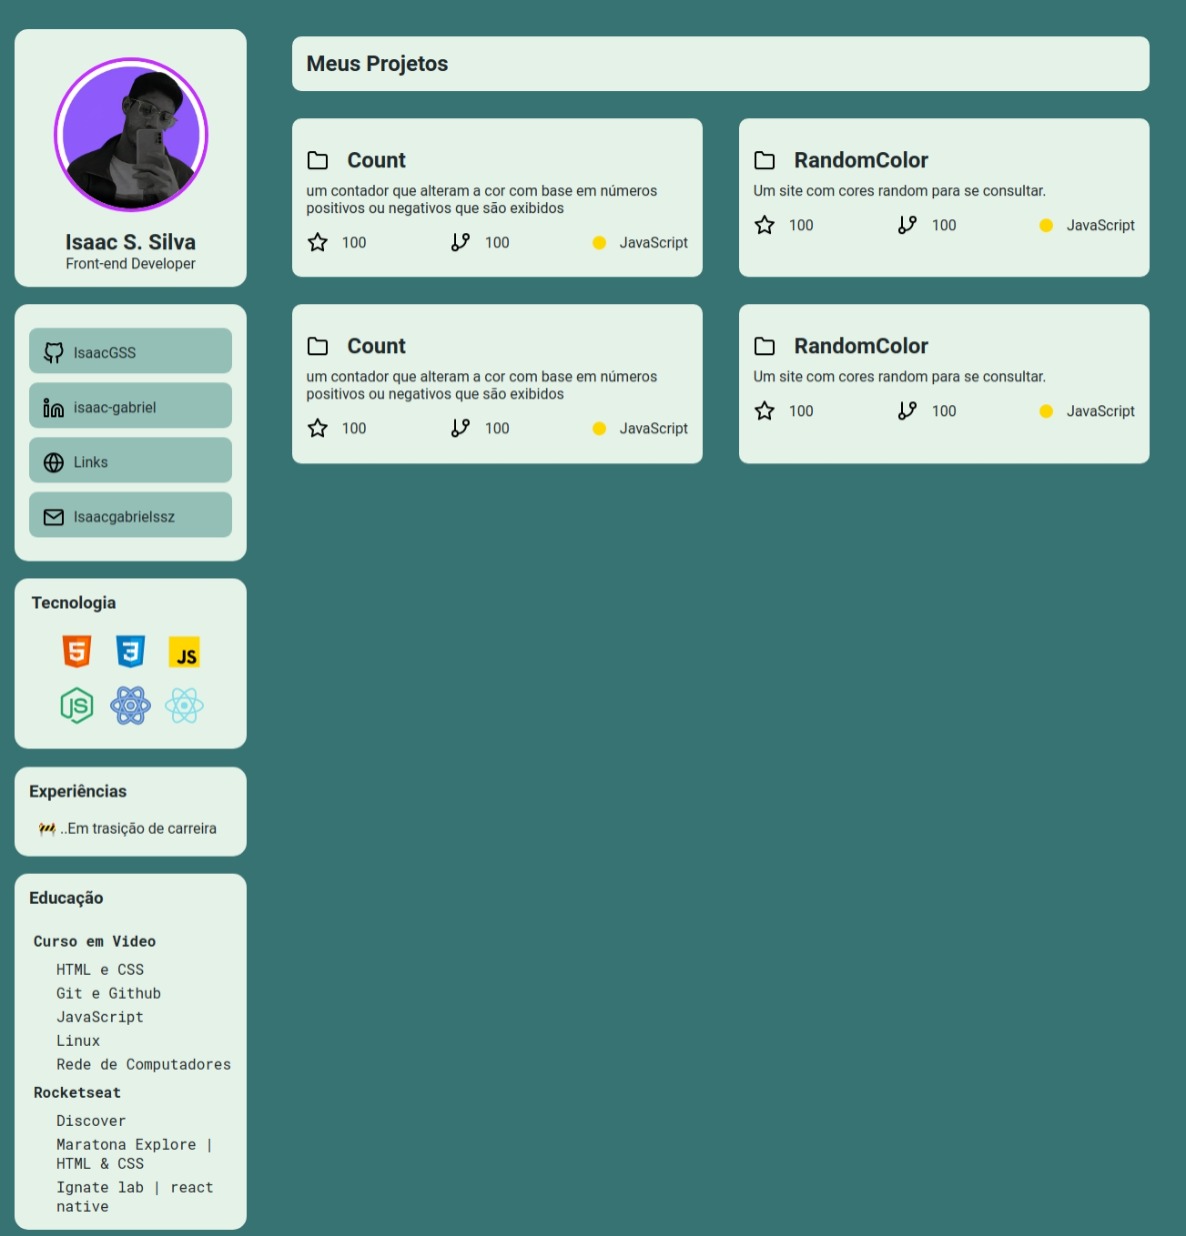 Isaac S. Silva
Front-end Developer
IsaacGSS
isaac-gabriel
Links
Isaacgabrielssz
Tecnologia
5
3
JS
JS
Experiências
..Em trasição de carreira
Educação
Curso em Video
HTML e CSS
Git e Github
JavaScript
Linux
Rede de Computadores
Rocketseat
Discover
Maratona Explore |
HTML & CSS
Ignate lab | react
native
Meus Projetos
Count
um contador que alteram a cor com base em números
positivos ou negativos que são exibidos
100 100 JavaScript
RandomColor
Um site com cores random para se consultar.
100 100 JavaScript
Count
um contador que alteram a cor com base em números
positivos ou negativos que são exibidos
100 100 JavaScript
RandomColor
Um site com cores random para se consultar.
100 100 JavaScript